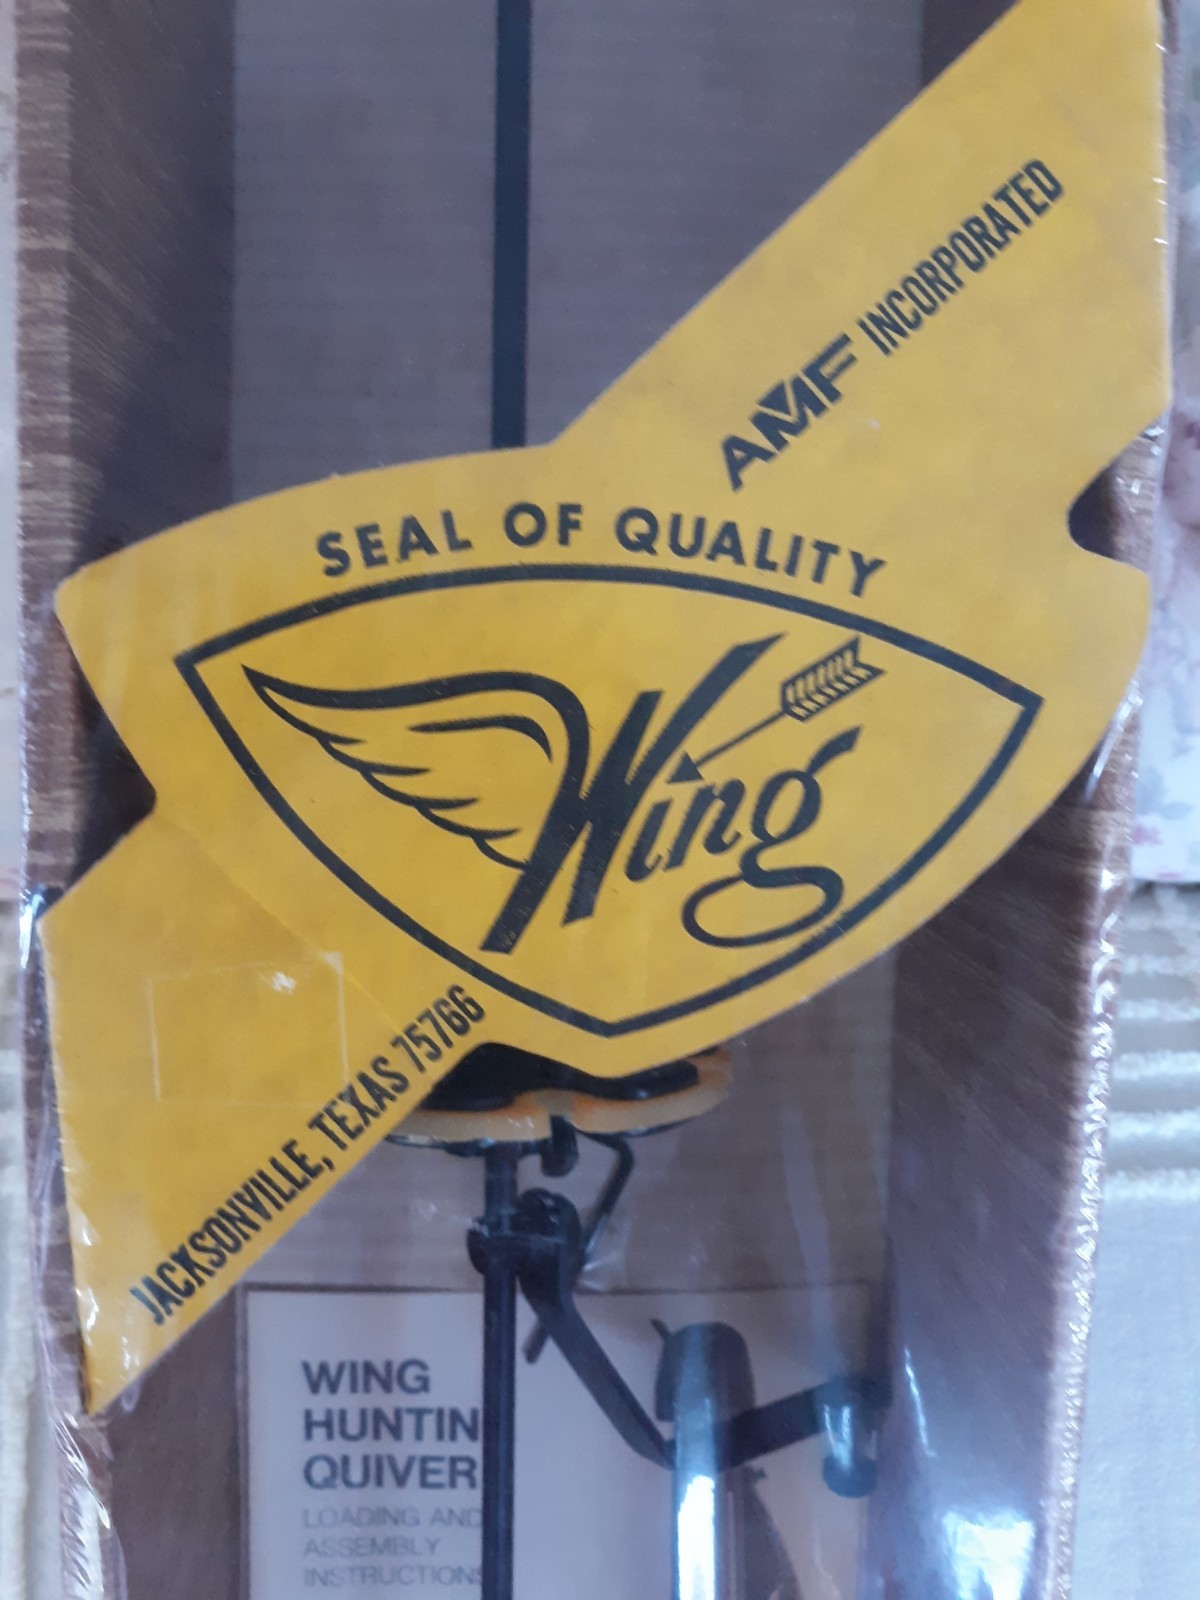 AMF INCORPORATED
SEAL OF QUALITY
Wing
JACKSONVILLE, TEXAS 75766
WING
HUNTIN
QUIVER
LOADING AND
ASSEMBLY
INSTRUCTIONS